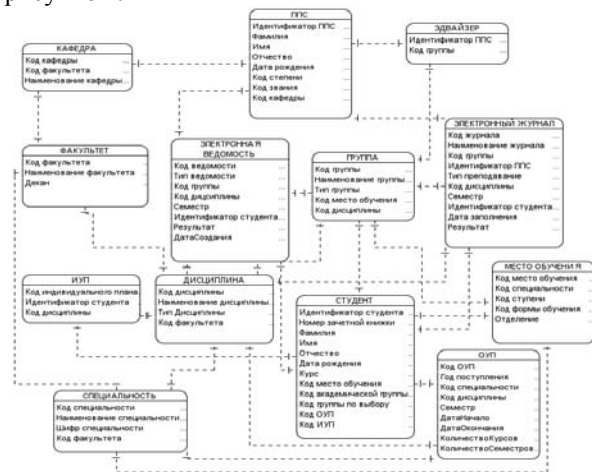 ППС
Идентификатор ППС
Фамилия
Имя
Отчество
Дата рождения
Код степени
Код звания
Код кафедры
ЭДВАЙЗЕР
Идентификатор ППС
Код группы
КАФЕДРА
Код кафедры
Код факультета
Наименование кафедры...
ФАКУЛЬТЕТ
Код факультета
Наименование факультета
Декан
ЭЛЕКТРОННАЯ
ВЕДОМОСТЬ
Код ведомости
Тип ведомости
Код группы
Код дицсиплины
Семестр
Идентификатор студента...
Результат
ДатаСоздания
ГРУППА
Код группы
Наименование группы...
Тип группы
Код место обучения
Код дисциплины
ЭЛЕКТРОННЫЙ ЖУРНАЛ
Код журнала
Наименование журнала
Код группы
Идентификатор ППС
Тип преподавание
Код дисциплины
Семестр
Идентификатор студента...
Дата заполнения
Результат
ИУП
Код индивидуального плана...
Идентификатор студента
Код дисциплины
ДИСЦИПЛИНА
Код дисциплины
Наименование дисциплины...
Тип Дисциплины
Код факультета
СТУДЕНТ
Идентификатор студента
Номер зачетной книжки
Фамилия
Имя
Отчество
Дата рождения
Курс
Код место обучения
Код академической группы...
Код группы по выбору
Код ОУП
Код ИУП
МЕСТО ОБУЧЕНИЯ
Код место обучения
Код специальности
Код ступени
Код формы обучения
Отделение
ОУП
Код ОУП
Год поступления
Код специальности
Код дисциплины
Семестр
ДатаНачало
ДатаОкончания
КоличествоКурсов
КоличествоСеместров
СПЕЦИАЛЬНОСТЬ
Код специальности
Наименование специальности...
Шифр специальности
Код факультета